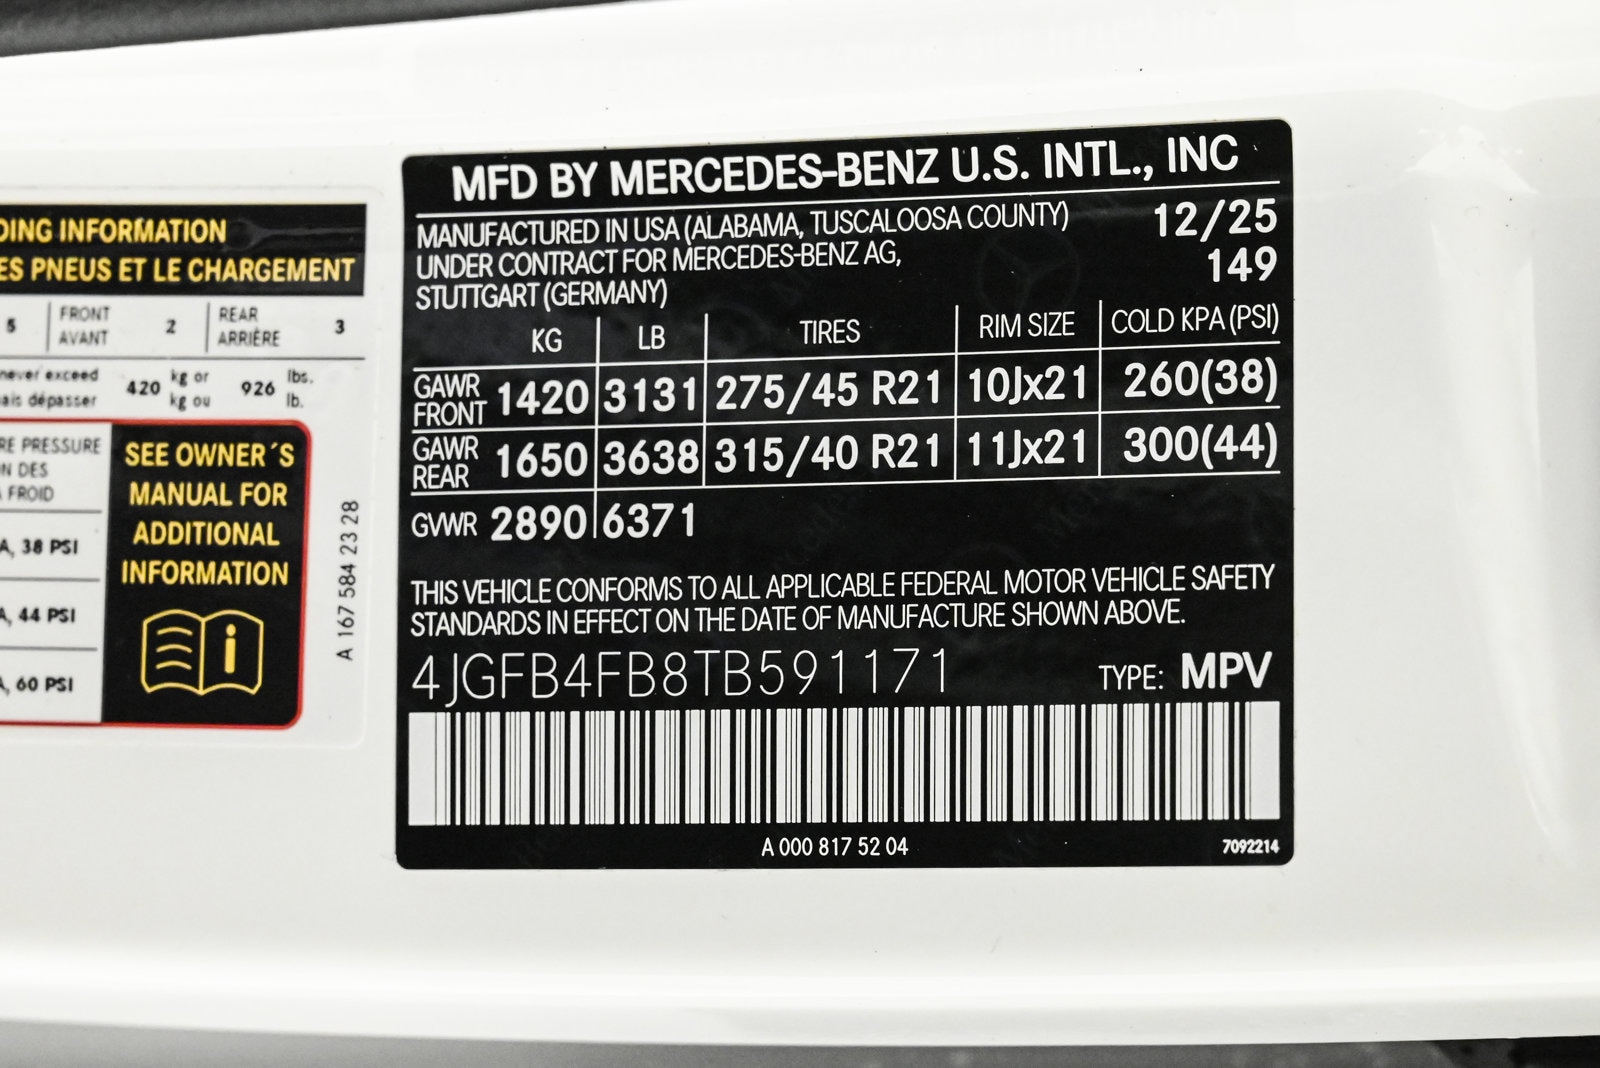 DING INFORMATION
ES PNEUS ET LE CHARGEMENT
5 FRONT AVANT 2 REAR ARRIÈRE 3
never exceed 420 kg or 926 lbs.
ais dépasser kg ou lb.
RE PRESSURE
N DES
FROID
A, 38 PSI
A, 44 PSI
A, 60 PSI
SEE OWNER´S
MANUAL FOR
ADDITIONAL
INFORMATION
i
A 167 584 23 28
MFD BY MERCEDES-BENZ U.S. INTL., INC
MANUFACTURED IN USA (ALABAMA, TUSCALOOSA COUNTY) 12/25
UNDER CONTRACT FOR MERCEDES-BENZ AG, 149
STUTTGART (GERMANY)
KG LB TIRES RIM SIZE COLD KPA (PSI)
GAWR FRONT 1420 3131 275/45 R21 10Jx21 260(38)
GAWR REAR 1650 3638 315/40 R21 11Jx21 300(44)
GVWR 2890 6371
THIS VEHICLE CONFORMS TO ALL APPLICABLE FEDERAL MOTOR VEHICLE SAFETY
STANDARDS IN EFFECT ON THE DATE OF MANUFACTURE SHOWN ABOVE.
4JGFB4FB8TB591171 TYPE: MPV
A 000 817 52 04 7092214